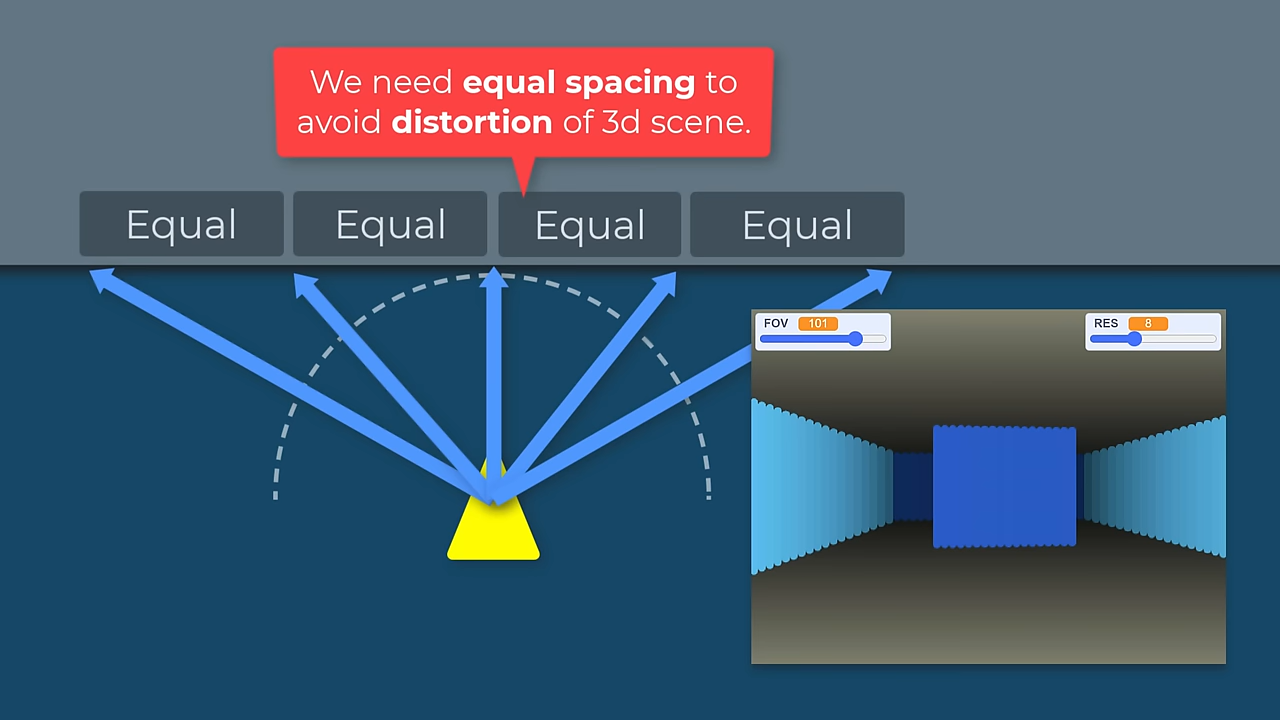 We need equal spacing to
avoid distortion of 3d scene.
Equal Equal Equal Equal
FOV 101 RES 8